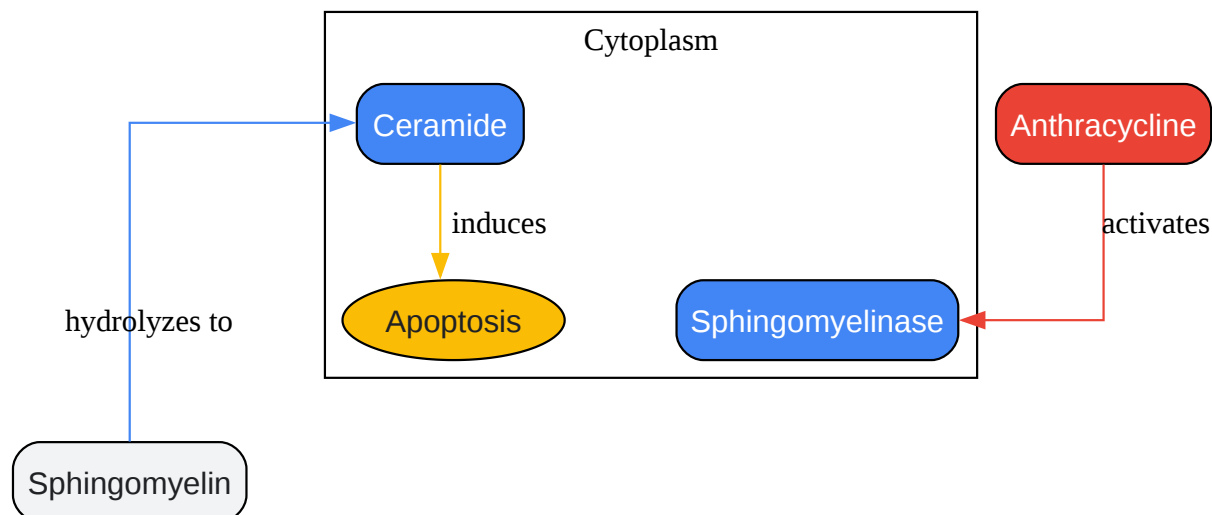 Cytoplasm
Ceramide
Anthracycline
induces
activates
hydrolyzes to
Apoptosis
Sphingomyelinase
Sphingomyelin